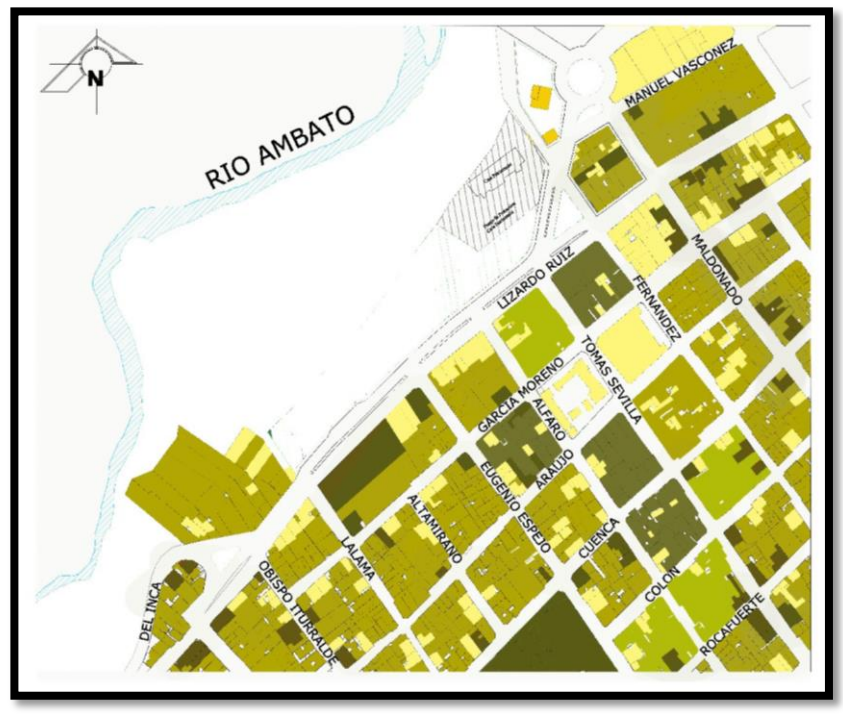 N
RIO AMBATO
MANUEL VASCONEZ
LIZARDO RUIZ
MALDONADO
FERNANDEZ
TOMAS SEVILLA
GARCIA MORENO
ALFARO
ARAUJO
EUGENIO ESPEJO
ALTAMIRANO
CUENCA
LALAMA
COLON
OBISPO ITURRALDE
DEL INCA
ROCAFUERTE